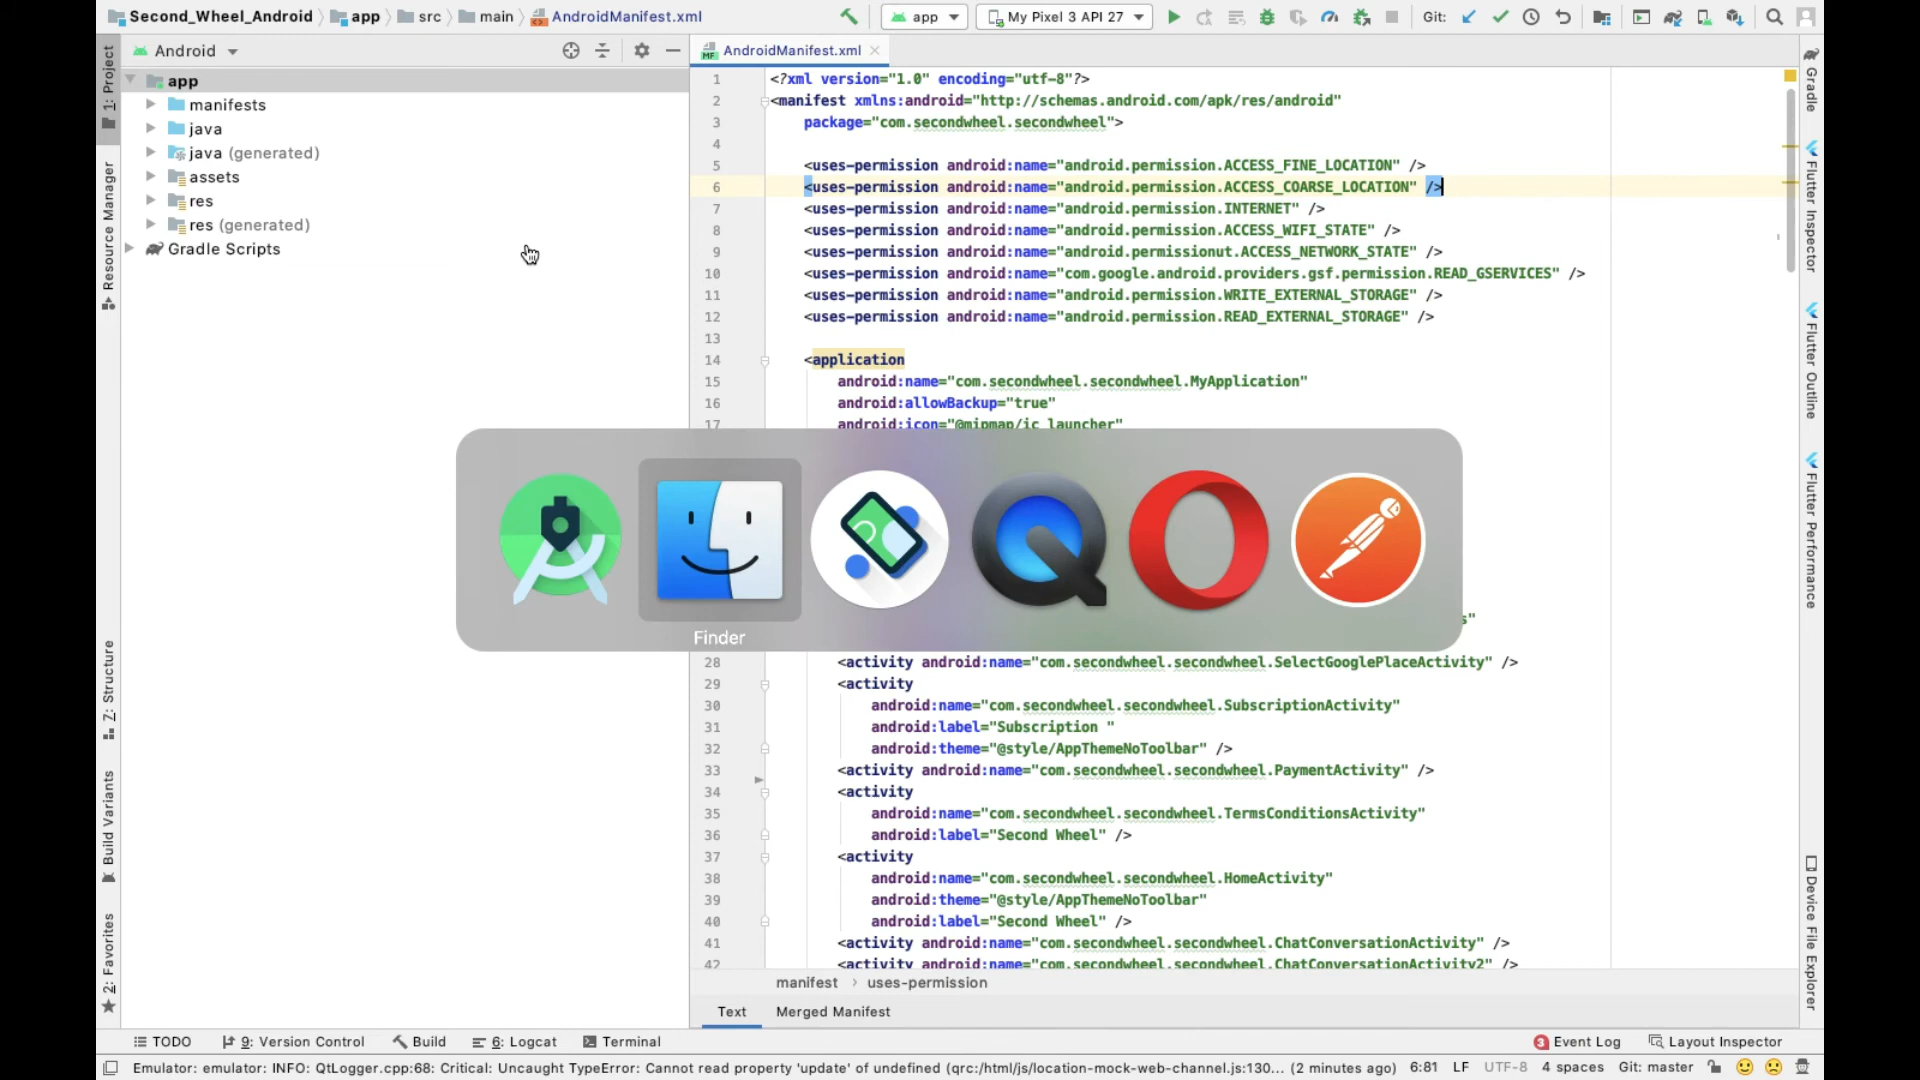 Second_Wheel_Android app src main AndroidManifest.xml
app My Pixel 3 API 27 Git:
Android
AndroidManifest.xml
1: Project
Resource Manager
Z: Structure
Build Variants
2: Favorites
app
manifests
java
java (generated)
assets
res
res (generated)
Gradle Scripts
1 <?xml version="1.0" encoding="utf-8"?>
2 <manifest xmlns:android="http://schemas.android.com/apk/res/android"
3 package="com.secondwheel.secondwheel">
4
5 <uses-permission android:name="android.permission.ACCESS_FINE_LOCATION" />
6 <uses-permission android:name="android.permission.ACCESS_COARSE_LOCATION" />
7 <uses-permission android:name="android.permission.INTERNET" />
8 <uses-permission android:name="android.permission.ACCESS_WIFI_STATE" />
9 <uses-permission android:name="android.permissionut.ACCESS_NETWORK_STATE" />
10 <uses-permission android:name="com.google.android.providers.gsf.permission.READ_GSERVICES" />
11 <uses-permission android:name="android.permission.WRITE_EXTERNAL_STORAGE" />
12 <uses-permission android:name="android.permission.READ_EXTERNAL_STORAGE" />
13
14 <application
15 android:name="com.secondwheel.secondwheel.MyApplication"
16 android:allowBackup="true"
17 android:icon="@mipmap/ic_launcher"
Finder
s"
28 <activity android:name="com.secondwheel.secondwheel.SelectGooglePlaceActivity" />
29 <activity
30 android:name="com.secondwheel.secondwheel.SubscriptionActivity"
31 android:label="Subscription "
32 android:theme="@style/AppThemeNoToolbar" />
33 <activity android:name="com.secondwheel.secondwheel.PaymentActivity" />
34 <activity
35 android:name="com.secondwheel.secondwheel.TermsConditionsActivity"
36 android:label="Second Wheel" />
37 <activity
38 android:name="com.secondwheel.secondwheel.HomeActivity"
39 android:theme="@style/AppThemeNoToolbar"
40 android:label="Second Wheel" />
41 <activity android:name="com.secondwheel.secondwheel.ChatConversationActivity" />
42 <activity android:name="com.secondwheel.secondwheel.ChatConversationActivity2" />
manifest › uses-permission
Text Merged Manifest
Gradle
Flutter Inspector
Flutter Outline
Flutter Performance
Device File Explorer
TODO 9: Version Control Build 6: Logcat Terminal 3 Event Log Layout Inspector
Emulator: emulator: INFO: QtLogger.cpp:68: Critical: Uncaught TypeError: Cannot read property 'update' of undefined (qrc:/html/js/location-mock-web-channel.js:130... (2 minutes ago) 6:81 LF UTF-8 4 spaces Git: master